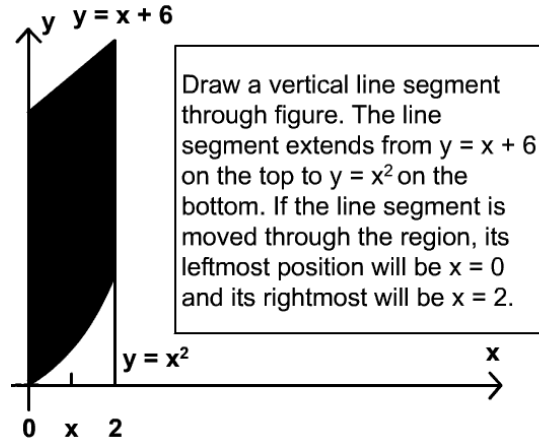 y y = x + 6
Draw a vertical line segment
through figure. The line
segment extends from y = x + 6
on the top to y = x² on the
bottom. If the line segment is
moved through the region, its
leftmost position will be x = 0
and its rightmost will be x = 2.
y = x²
x
0 x 2